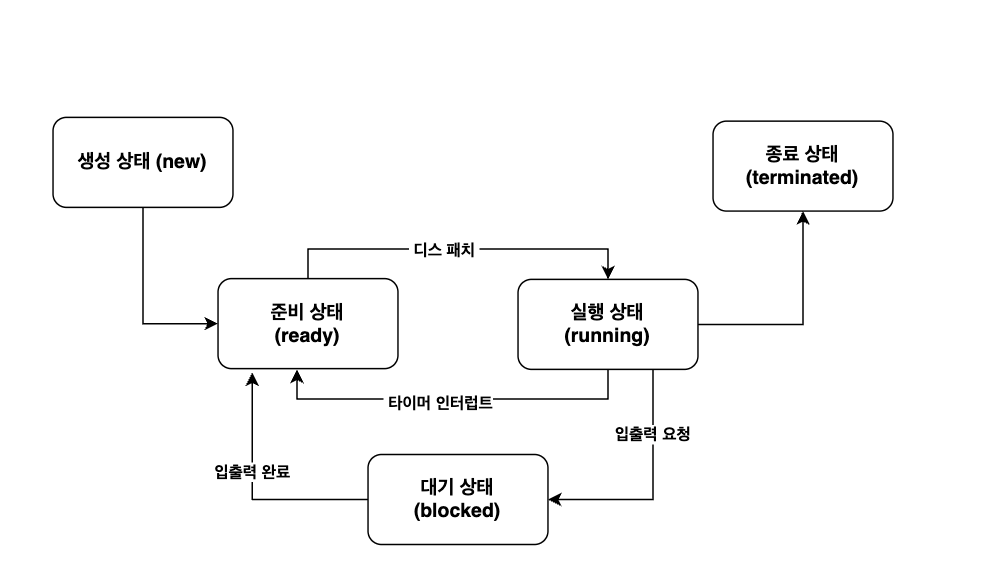 생성 상태 (new)
종료 상태
(terminated)
디스 패치
준비 상태
(ready)
실행 상태
(running)
타이머 인터럽트
입출력 요청
입출력 완료
대기 상태
(blocked)